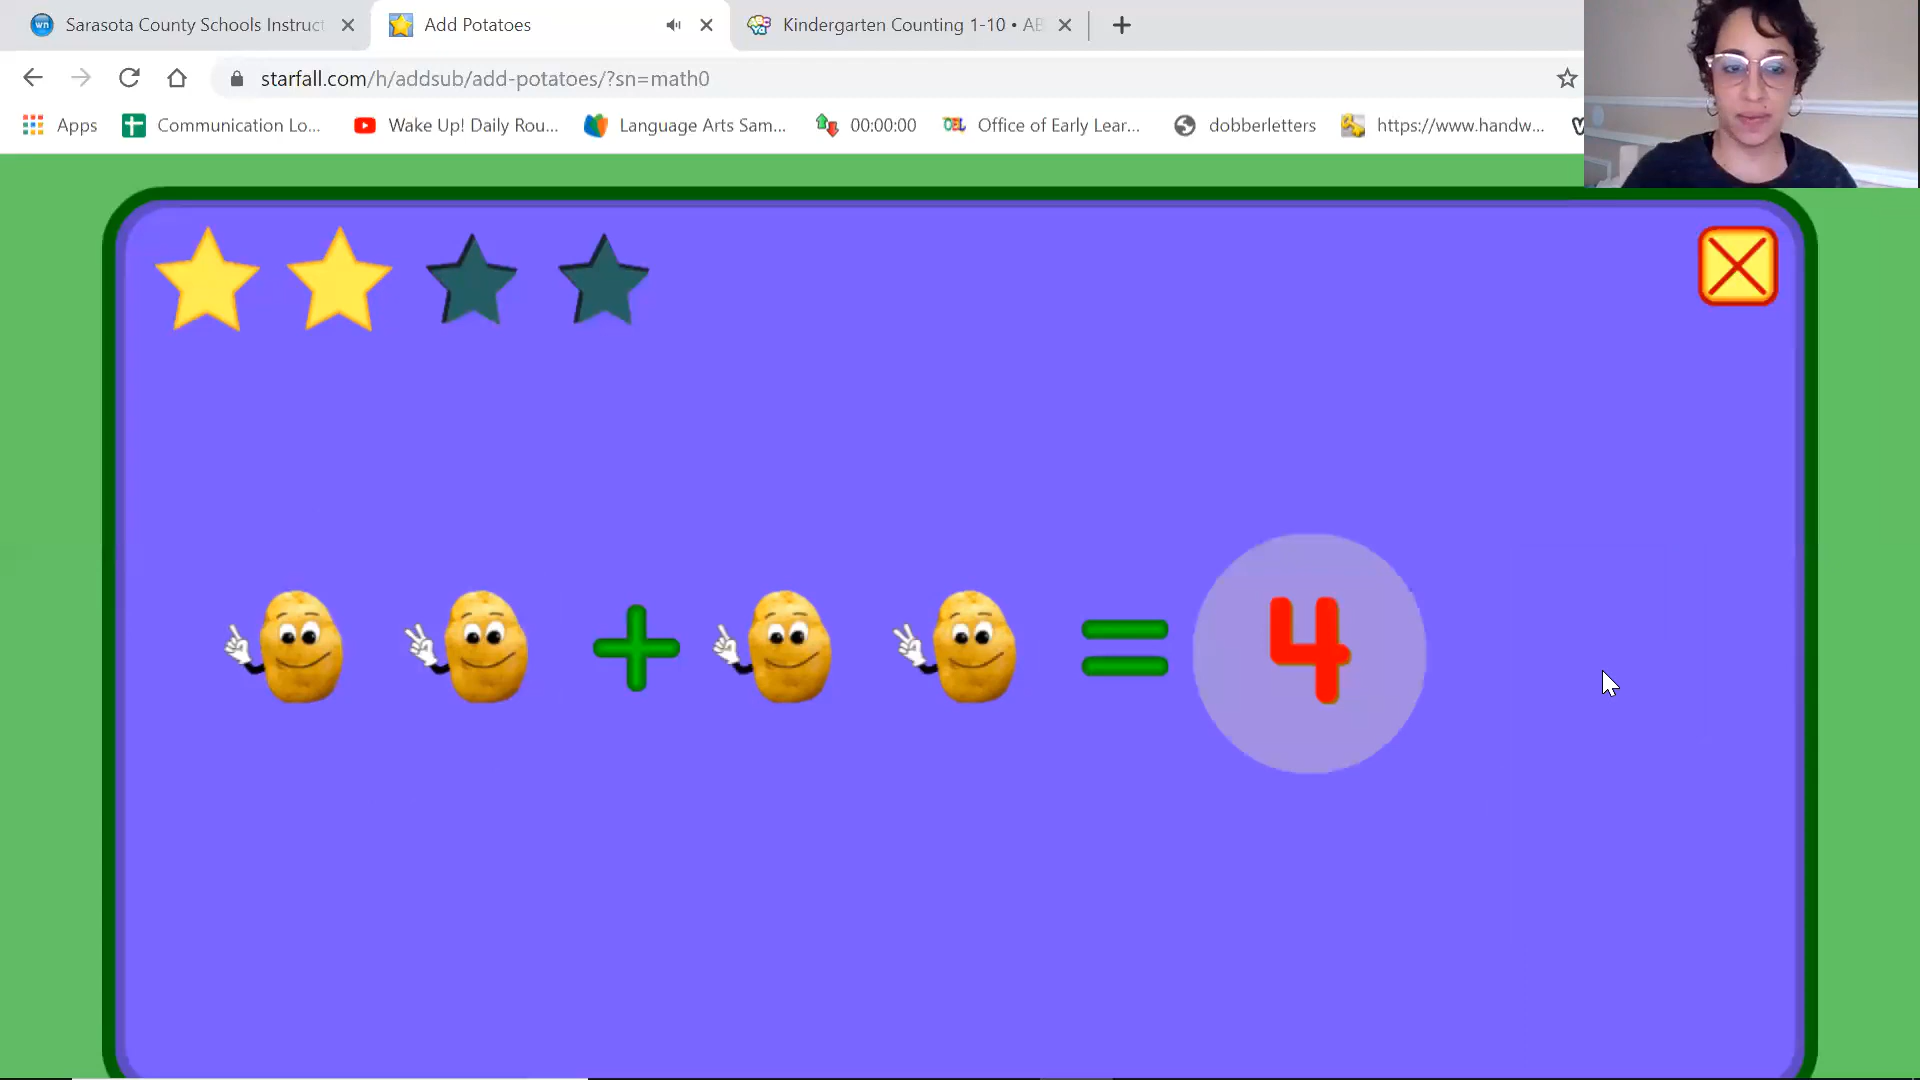 wn Sarasota County Schools Instruct
Add Potatoes
Kindergarten Counting 1-10 • AB
starfall.com/h/addsub/add-potatoes/?sn=math0
Apps
Communication Lo...
Wake Up! Daily Rou...
Language Arts Sam...
00:00:00
OEL Office of Early Lear...
dobberletters
https://www.handw...
+ = 4